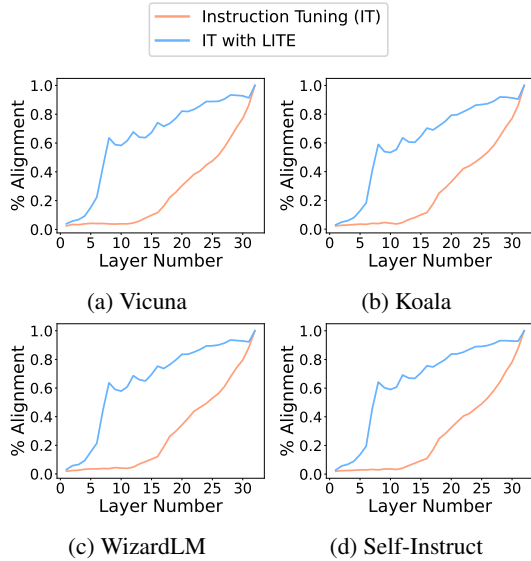 Instruction Tuning (IT)
IT with LITE
% Alignment
1.0
0.8
0.6
0.4
0.2
0.0
0 5 10 15 20 25 30
Layer Number
(a) Vicuna
% Alignment
1.0
0.8
0.6
0.4
0.2
0.0
0 5 10 15 20 25 30
Layer Number
(b) Koala
% Alignment
1.0
0.8
0.6
0.4
0.2
0.0
0 5 10 15 20 25 30
Layer Number
(c) WizardLM
% Alignment
1.0
0.8
0.6
0.4
0.2
0.0
0 5 10 15 20 25 30
Layer Number
(d) Self-Instruct